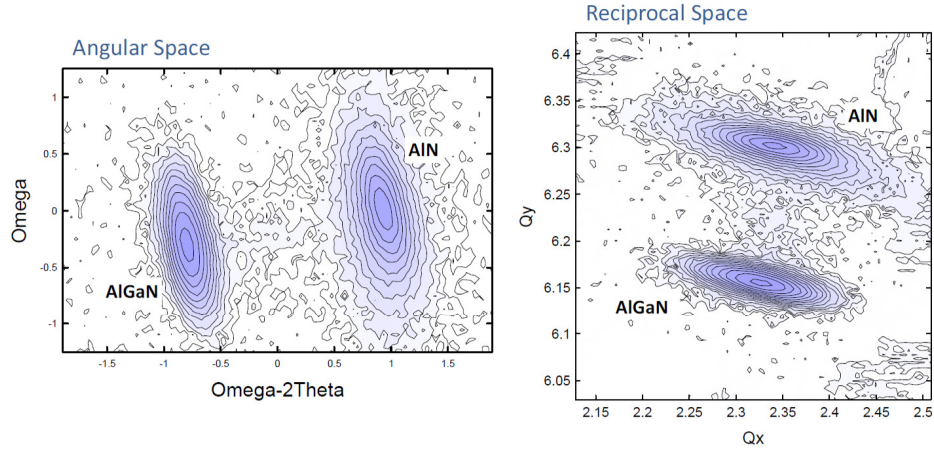 Angular Space
Omega
1
0.5
0
-0.5
-1
AlN
AlGaN
-1.5
-1
-0.5
0
0.5
1
1.5
Omega-2Theta
Reciprocal Space
Qy
6.4
6.35
6.3
6.25
6.2
6.15
6.1
6.05
AlN
AlGaN
2.15
2.2
2.25
2.3
2.35
2.4
2.45
2.5
Qx